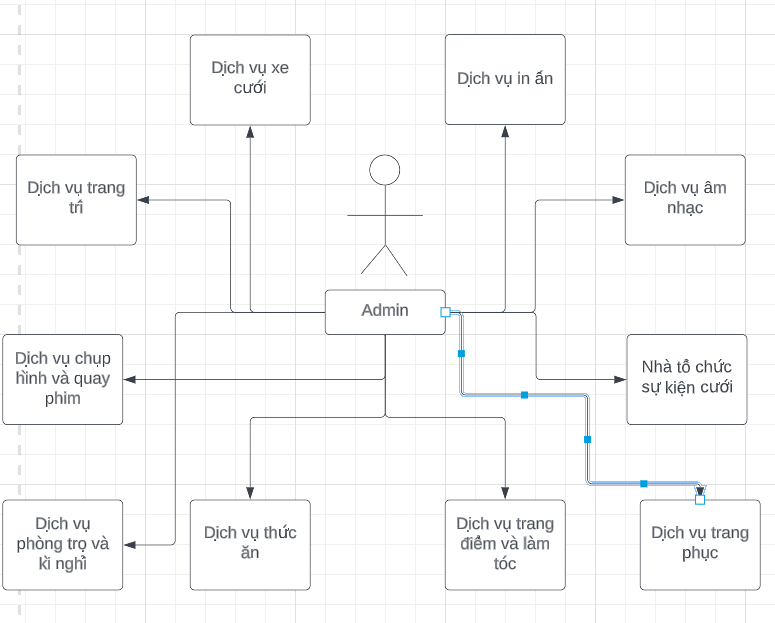 Dịch vụ xe
cưới
Dịch vụ in ấn
Dịch vụ trang
trí
Dịch vụ âm
nhạc
Admin
Dịch vụ chụp
hình và quay
phim
Nhà tổ chức
sự kiện cưới
Dịch vụ
phòng trọ và
kì nghỉ
Dịch vụ thức
ăn
Dịch vụ trang
điểm và làm
tóc
Dịch vụ trang
phục